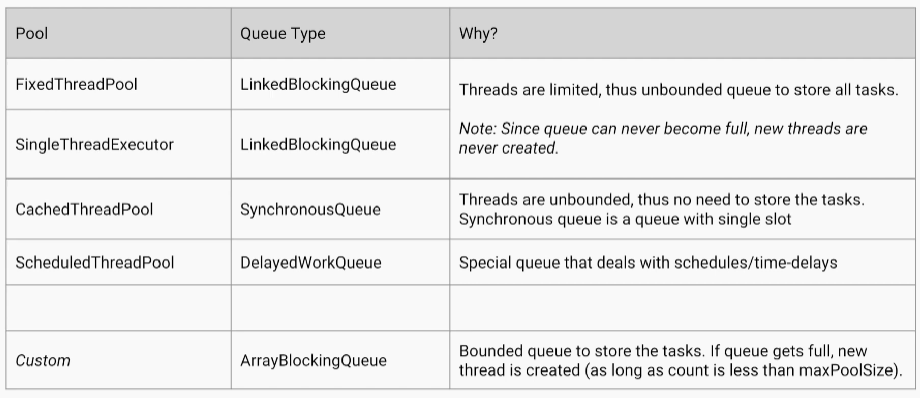 Pool Queue Type Why?
FixedThreadPool LinkedBlockingQueue
Threads are limited, thus unbounded queue to store all tasks.
Note: Since queue can never become full, new threads are
never created.
SingleThreadExecutor LinkedBlockingQueue
CachedThreadPool SynchronousQueue
Threads are unbounded, thus no need to store the tasks.
Synchronous queue is a queue with single slot
ScheduledThreadPool DelayedWorkQueue Special queue that deals with schedules/time-delays
Custom ArrayBlockingQueue
Bounded queue to store the tasks. If queue gets full, new
thread is created (as long as count is less than maxPoolSize).